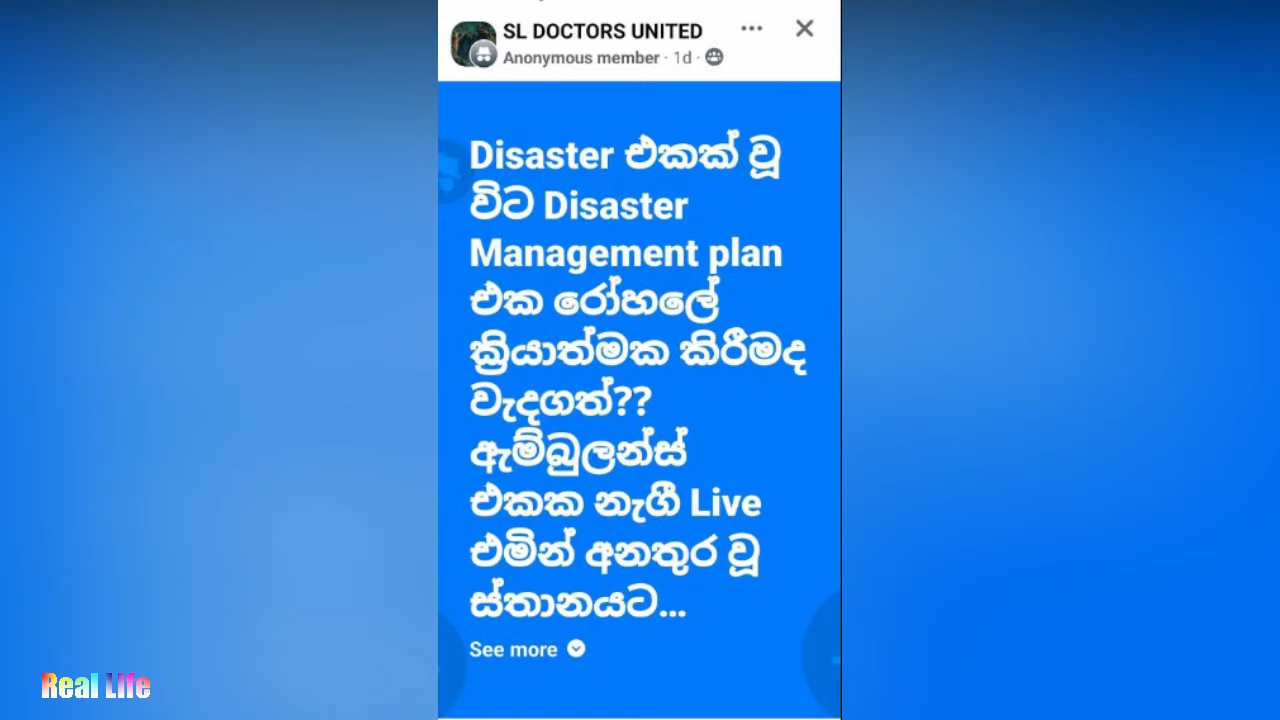 SL DOCTORS UNITED
Anonymous member · 1d ·
Disaster එකක් වූ
විට Disaster
Management plan
එක රෝහලේ
ක්‍රියාත්මක කිරීමද
වැදගත්??
ඇම්බුලන්ස්
එකක නැගී Live
එමින් අනතුර වූ
ස්තානයට...
See more
Real Life